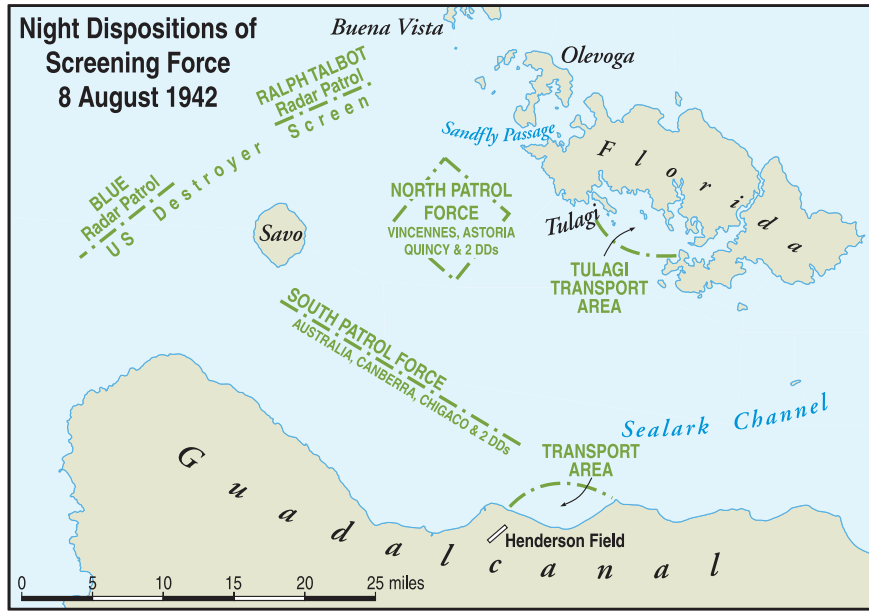 Night Dispositions of
Screening Force
8 August 1942
Buena Vista
Olevoga
RALPH TALBOT
Radar Patrol
BLUE
Radar Patrol
US Destroyer Screen
Sandfly Passage
Florida
NORTH PATROL
FORCE
VINCENNES, ASTORIA
QUINCY & 2 DDs
Savo
Tulagi
TULAGI
TRANSPORT
AREA
SOUTH PATROL FORCE
AUSTRALIA, CANBERRA, CHIGACO & 2 DDs
Sealark Channel
TRANSPORT
AREA
Guadalcanal
Henderson Field
0 5 10 15 20 25 miles